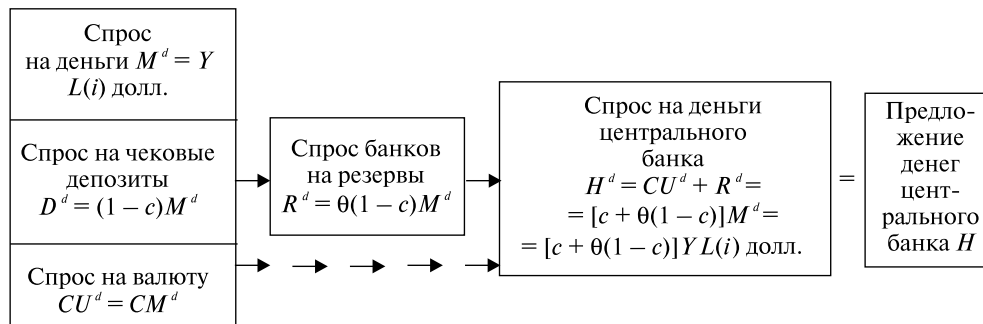 Спрос
на деньги M^d = Y
L(i) долл.
Спрос на чековые
депозиты
D^d = (1 – c)M^d
Спрос на валюту
CU^d = CM^d
Спрос банков
на резервы
R^d = θ(1 – c)M^d
Спрос на деньги
центрального
банка
H^d = CU^d + R^d =
= [c + θ(1 – c)]M^d =
= [c + θ(1 – c)]Y L(i) долл.
=
Предло-
жение
денег
цент-
рального
банка H